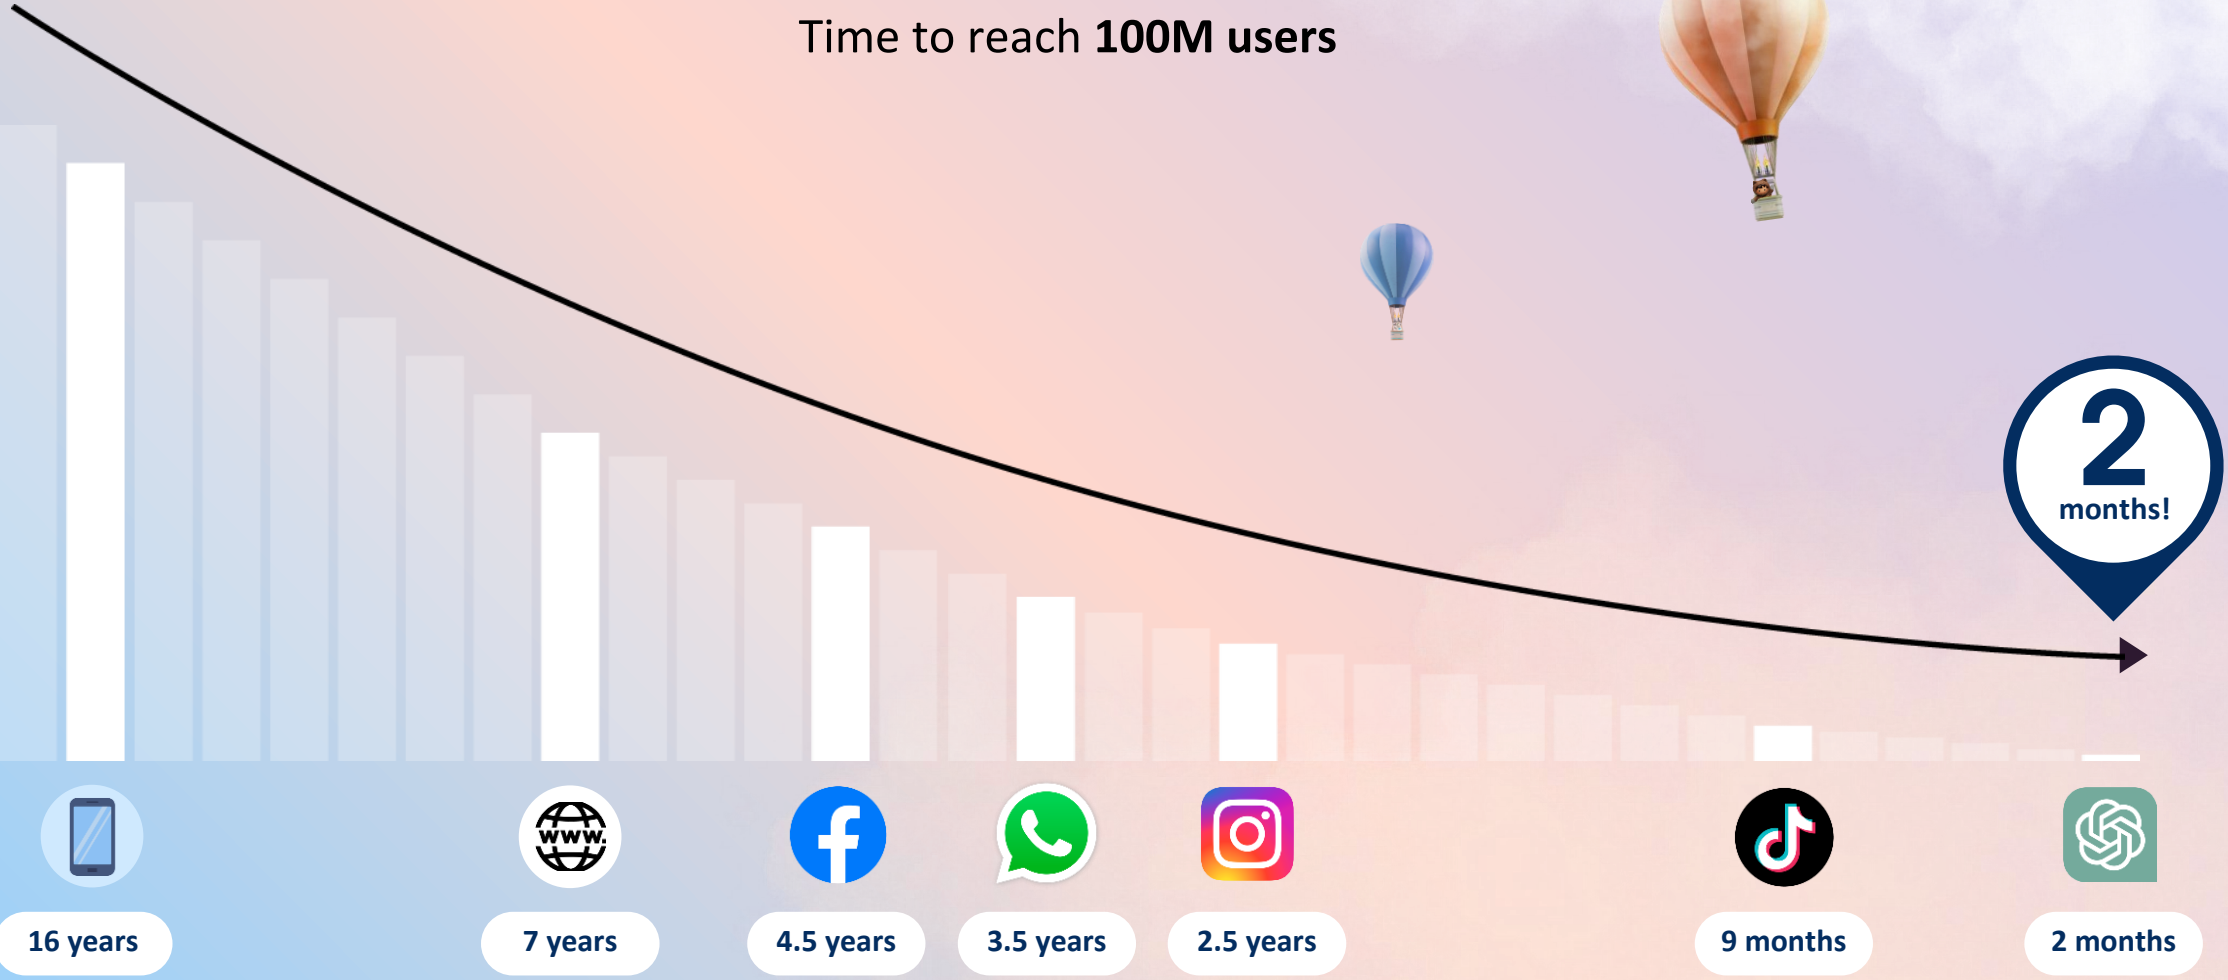 Time to reach 100M users
2
months!
WWW.
16 years
7 years
4.5 years
3.5 years
2.5 years
9 months
2 months